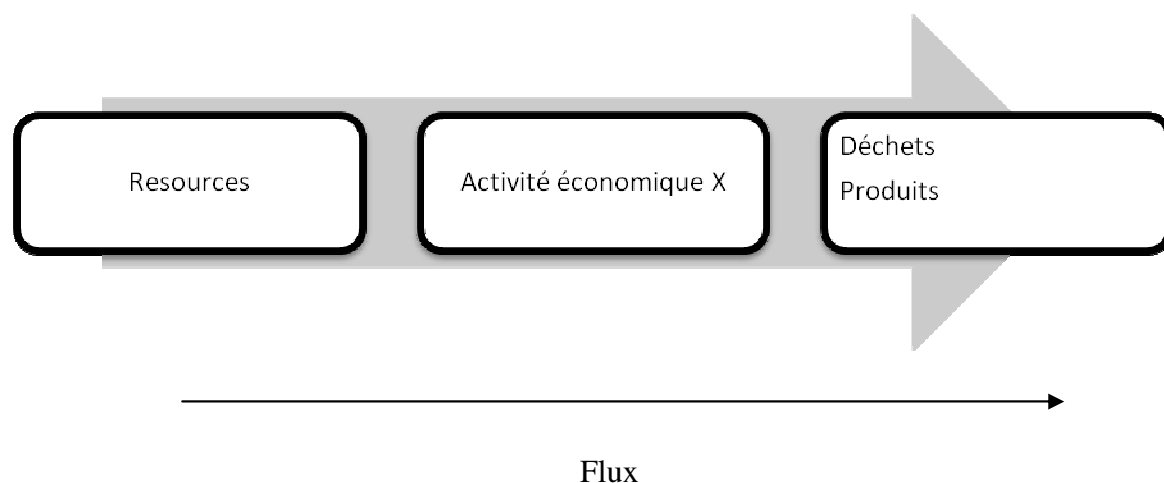 Resources
Activité économique X
Déchets
Produits
Flux